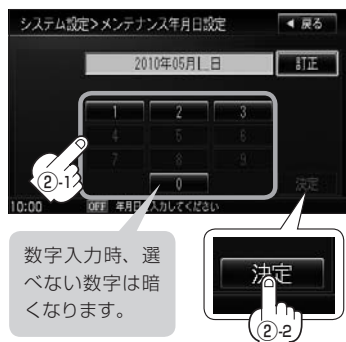 システム設定>メンテナンス年月日設定 ◀ 戻る
2010年05月|_日 訂正
1 2 3
4 5 6
7 8 9
0 決定
②-1
10:00 OFF 年月日を入力してください
数字入力時、選
べない数字は暗
くなります。
決定
②-2